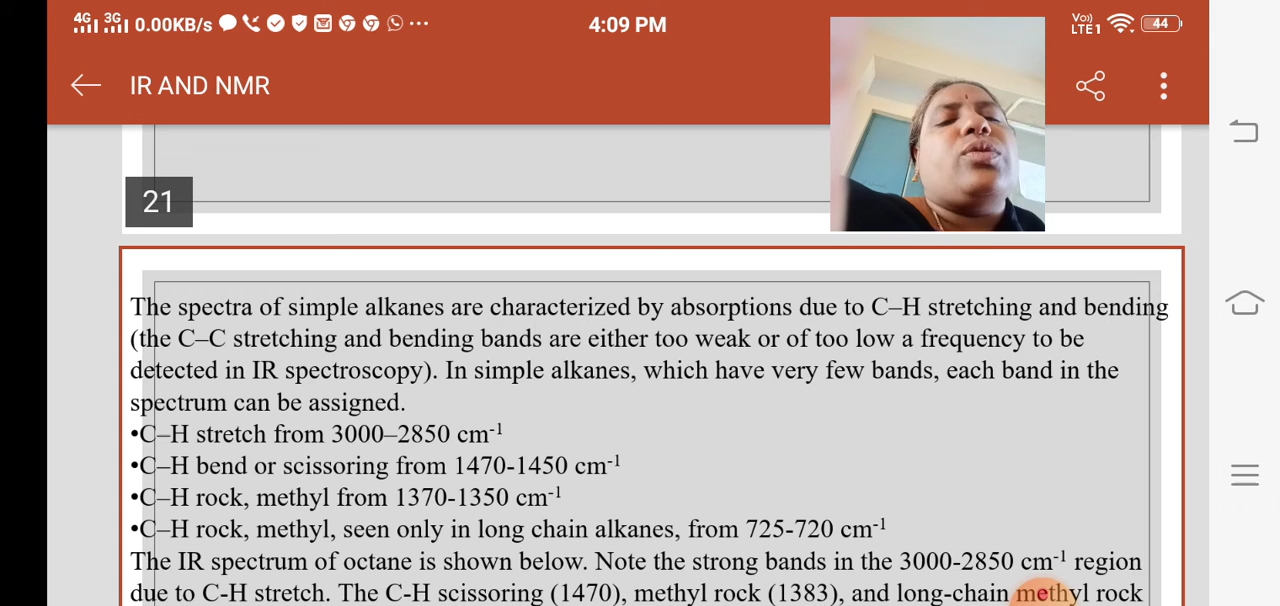 4G 3G 0.00KB/s 4:09 PM Vo)) LTE1 44
IR AND NMR
21
The spectra of simple alkanes are characterized by absorptions due to C–H stretching and bending
(the C–C stretching and bending bands are either too weak or of too low a frequency to be
detected in IR spectroscopy). In simple alkanes, which have very few bands, each band in the
spectrum can be assigned.
•C–H stretch from 3000–2850 cm⁻¹
•C–H bend or scissoring from 1470-1450 cm⁻¹
•C–H rock, methyl from 1370-1350 cm⁻¹
•C–H rock, methyl, seen only in long chain alkanes, from 725-720 cm⁻¹
The IR spectrum of octane is shown below. Note the strong bands in the 3000-2850 cm⁻¹ region
due to C-H stretch. The C-H scissoring (1470), methyl rock (1383), and long-chain methyl rock